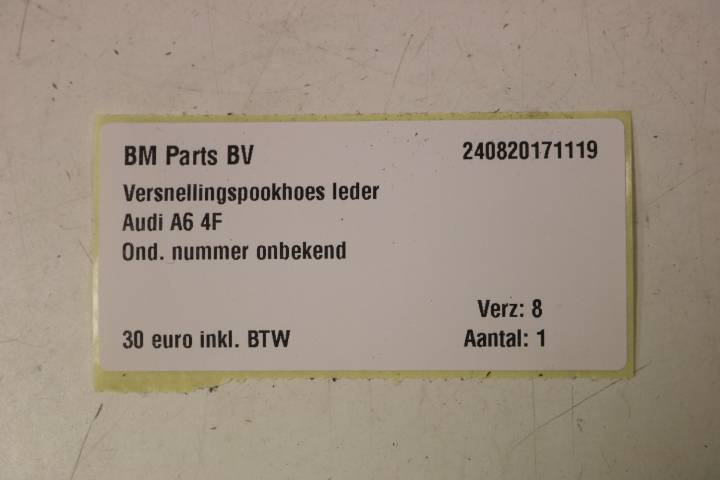 BM Parts BV 240820171119
Versnellingspookhoes leder
Audi A6 4F
Ond. nummer onbekend
Verz: 8
30 euro inkl. BTW Aantal: 1